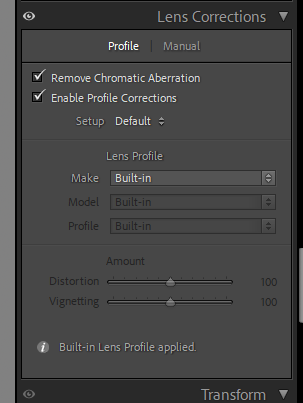 Lens Corrections
Profile | Manual
Remove Chromatic Aberration
Enable Profile Corrections
Setup Default
Lens Profile
Make Built-in
Model Built-in
Profile Built-in
Amount
Distortion 100
Vignetting 100
Built-in Lens Profile applied.
Transform